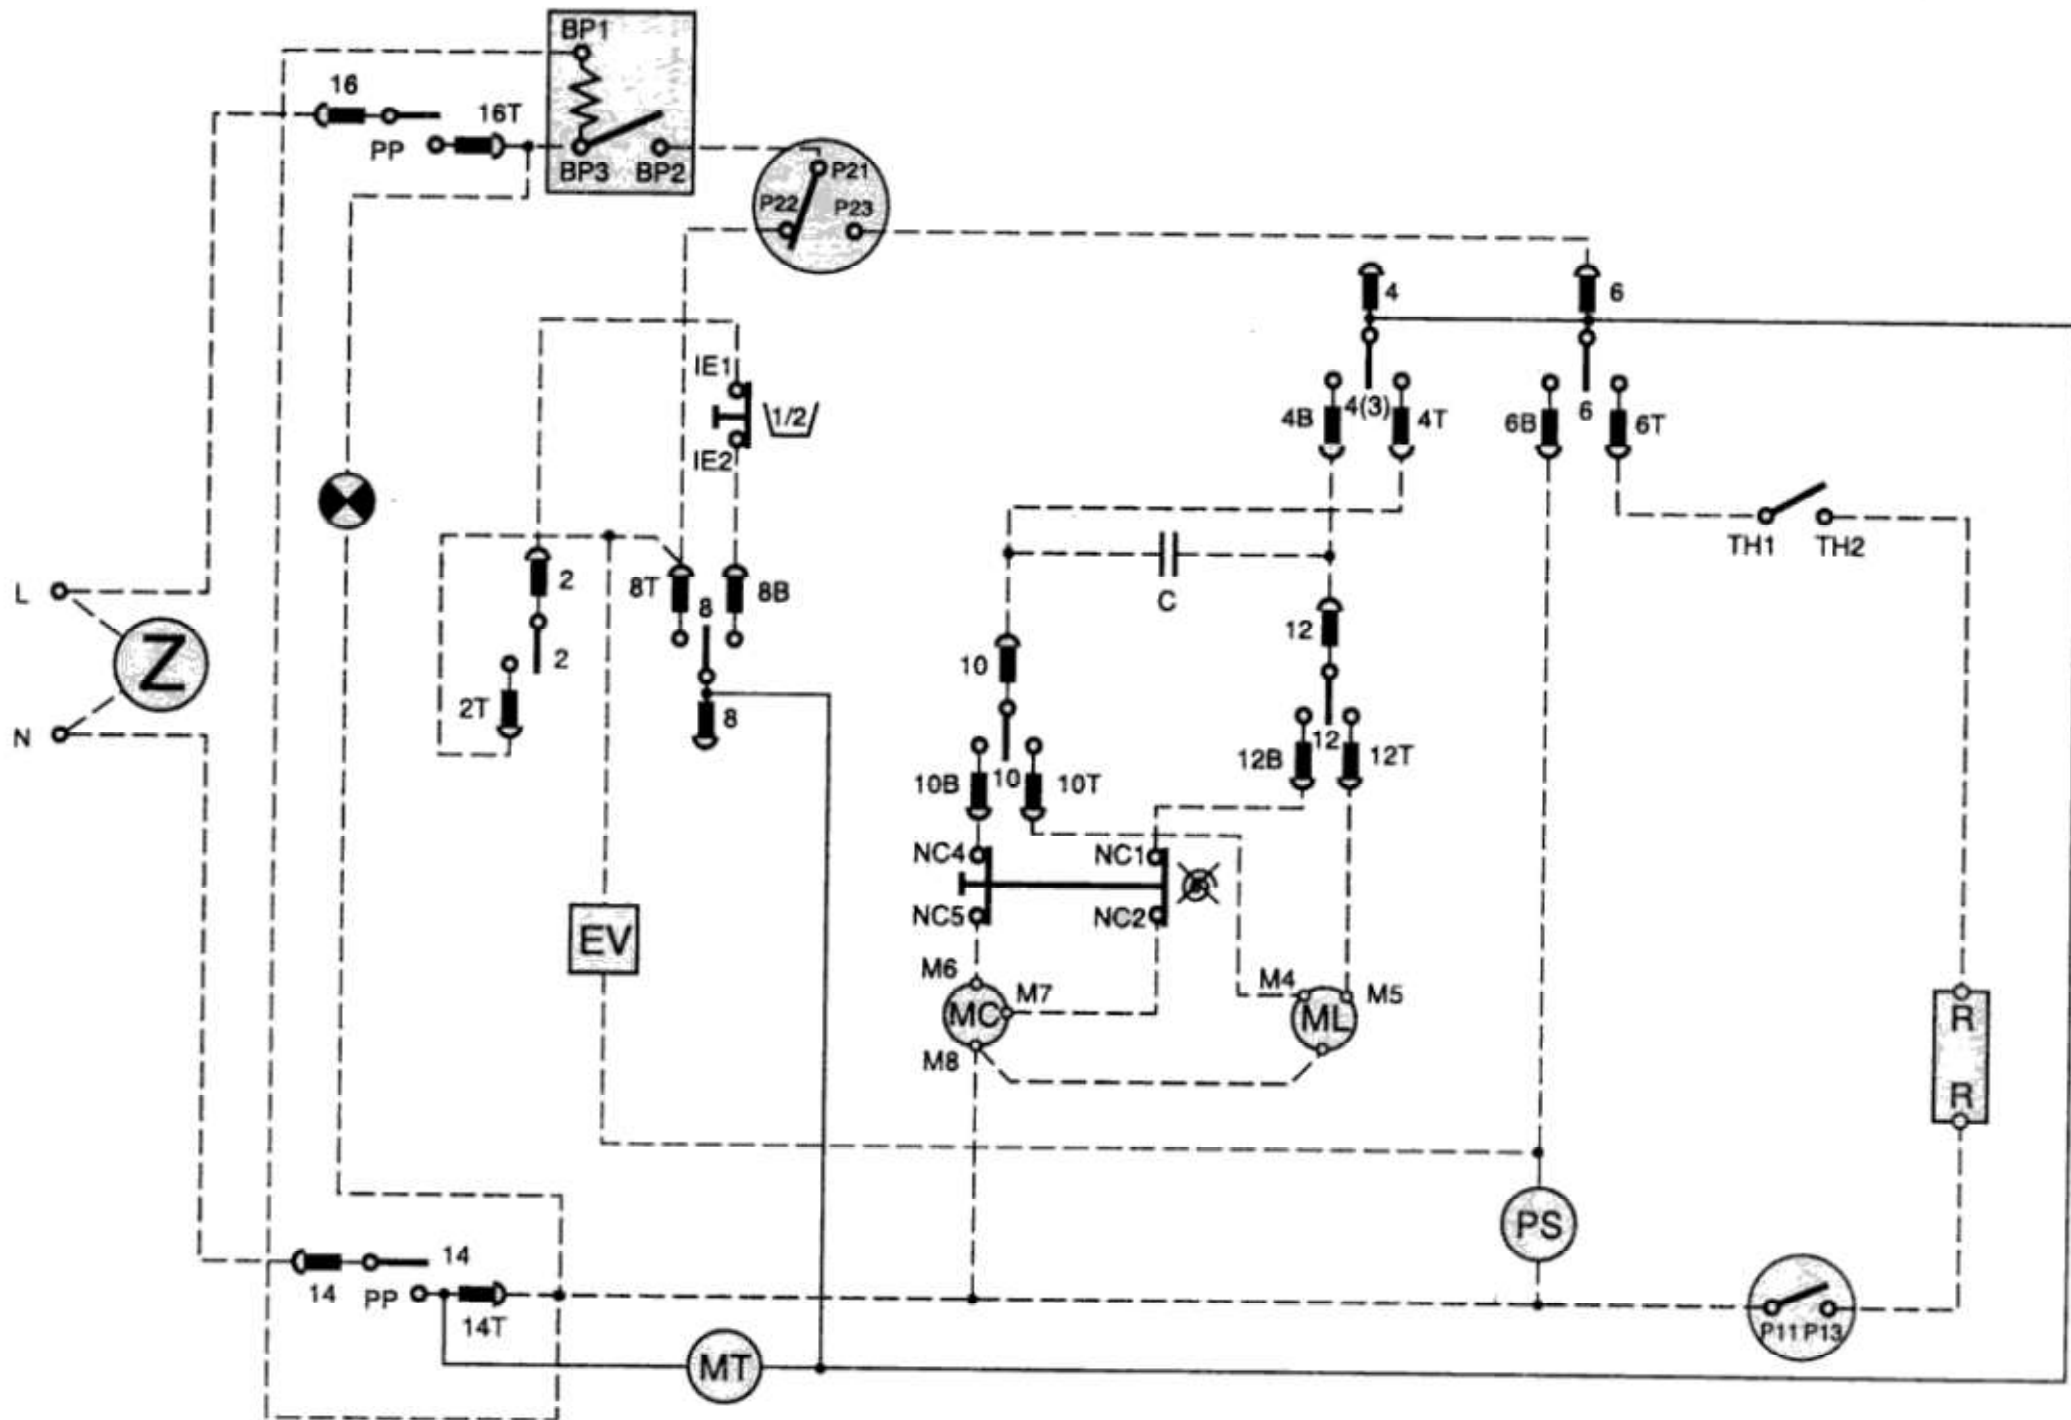 BP1
16
16T
PP
BP3
BP2
P21
P22
P23
4
6
IE1
1/2
4B
4(3)
4T
6B
6
6T
IE2
TH1
TH2
2
8T
8
8B
C
L
Z
12
10
2
2T
8
N
12B
12
12T
10B
10
10T
NC4
NC1
NC5
NC2
EV
M6
M7
M4
M5
MC
ML
M8
R
R
PS
14
14
PP
14T
P11
P13
MT